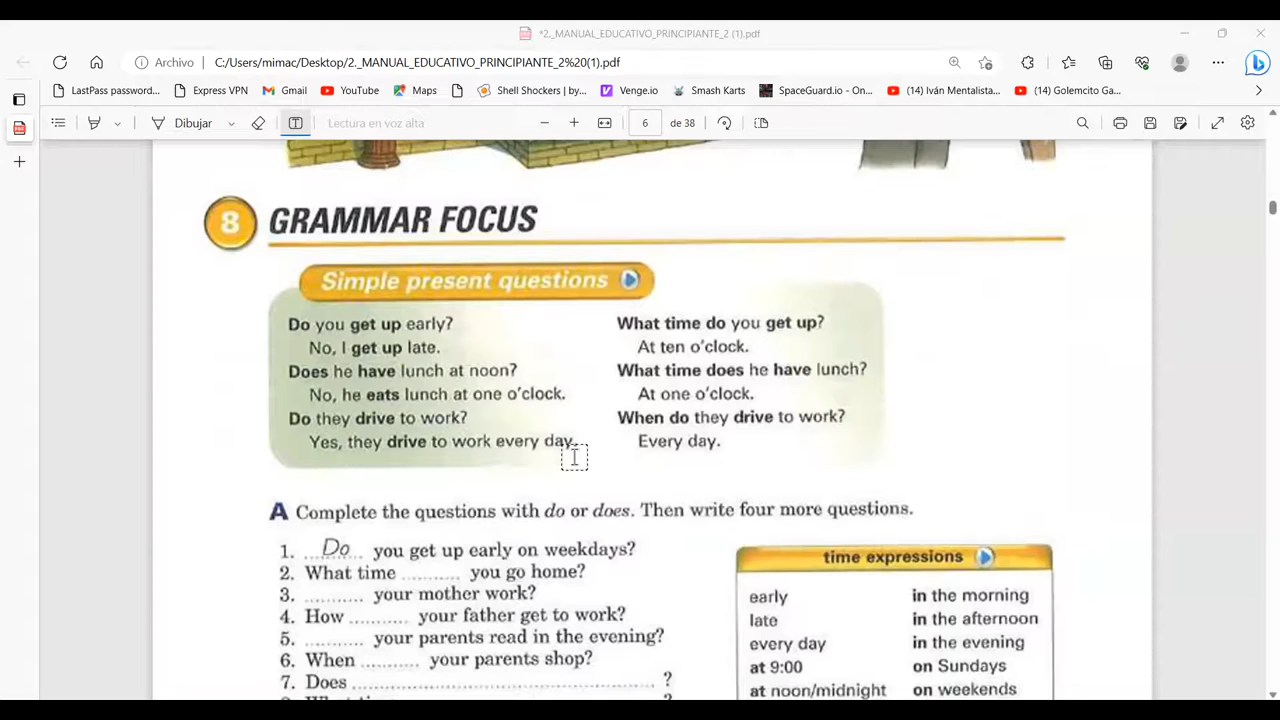 *2._MANUAL_EDUCATIVO_PRINCIPIANTE_2 (1).pdf
Archivo C:/Users/mimac/Desktop/2._MANUAL_EDUCATIVO_PRINCIPIANTE_2%20(1).pdf
LastPass password... Express VPN Gmail YouTube Maps Shell Shockers | by... Venge.io Smash Karts SpaceGuard.io - On... (14) Iván Mentalista... (14) Golemcito Ga...
Dibujar Lectura en voz alta 6 de 38
8 GRAMMAR FOCUS
Simple present questions
Do you get up early?
No, I get up late.
Does he have lunch at noon?
No, he eats lunch at one o'clock.
Do they drive to work?
Yes, they drive to work every day.
What time do you get up?
At ten o'clock.
What time does he have lunch?
At one o'clock.
When do they drive to work?
Every day.
A Complete the questions with do or does. Then write four more questions.
1. Do you get up early on weekdays?
2. What time .......... you go home?
3. .......... your mother work?
4. How .......... your father get to work?
5. .......... your parents read in the evening?
6. When .......... your parents shop?
7. Does .................................................. ?
time expressions
early in the morning
late in the afternoon
every day in the evening
at 9:00 on Sundays
at noon/midnight on weekends